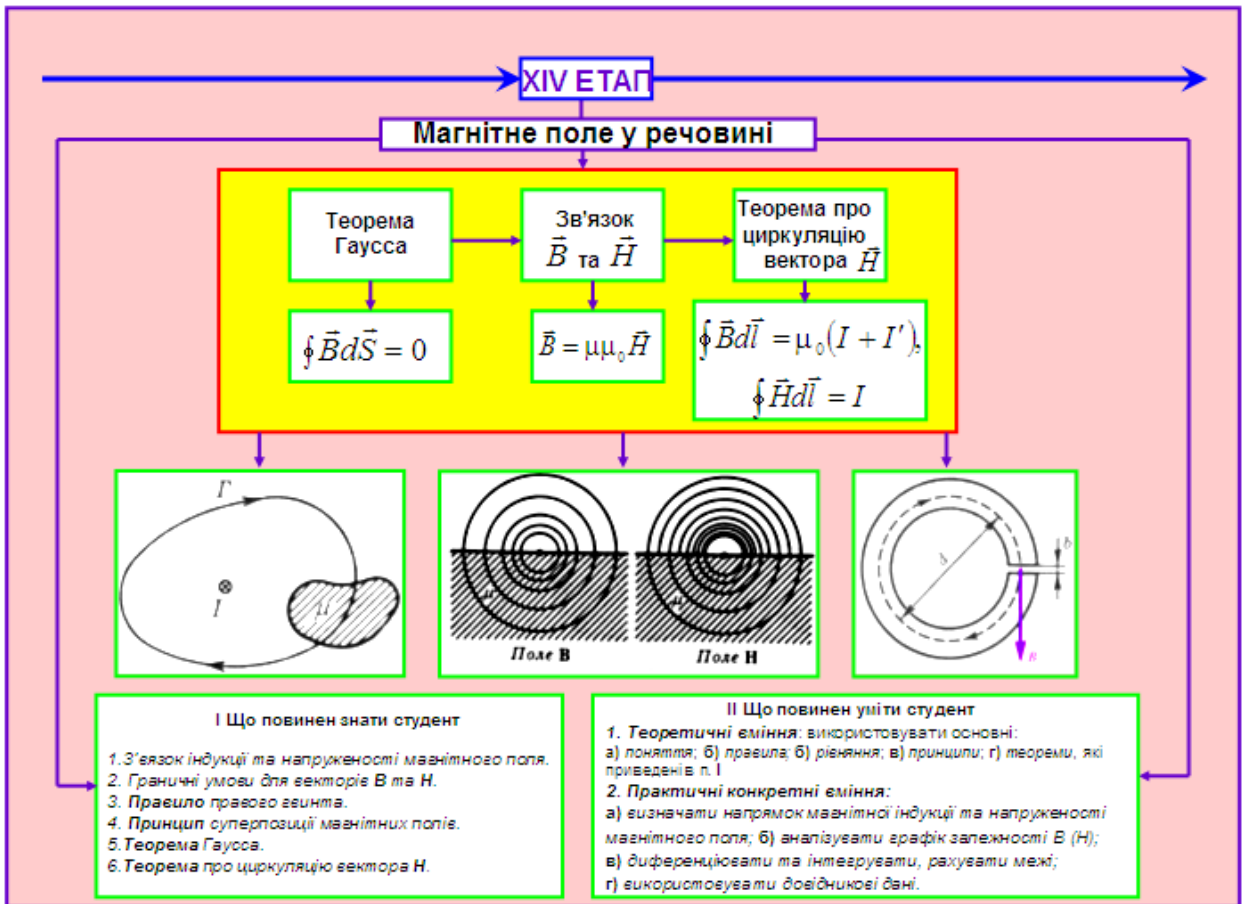 XIV ЕТАП
Магнітне поле у речовині
Теорема
Гаусса
Зв'язок
B⃗ та H⃗
Теорема про
циркуляцію
вектора H⃗
∮B⃗dS⃗ = 0
B⃗ = μμ₀H⃗
∮B⃗dl⃗ = μ₀(I + I′),
∮H⃗dl⃗ = I
Γ
I
μ
μ
Поле B
μ
Поле H
d
b
B
I Що повинен знати студент
1.З'вязок індукції та напруженості магнітного поля.
2. Граничні умови для векторів B та H.
3. Правило правого гвинта.
4. Принцип суперпозиції магнітних полів.
5.Теорема Гаусса.
6.Теорема про циркуляцію вектора H.
II Що повинен уміти студент
1. Теоретичні вміння: використовувати основні:
а) поняття; б) правила; б) рівняння; в) принципи; г) теореми, які
приведені в п. I
2. Практичні конкретні вміння:
а) визначати напрямок магнітної індукції та напруженості
магнітного поля; б) аналізувати графік залежності B (H);
в) диференціювати та інтегрувати, рахувати межі;
г) використовувати довідникові дані.